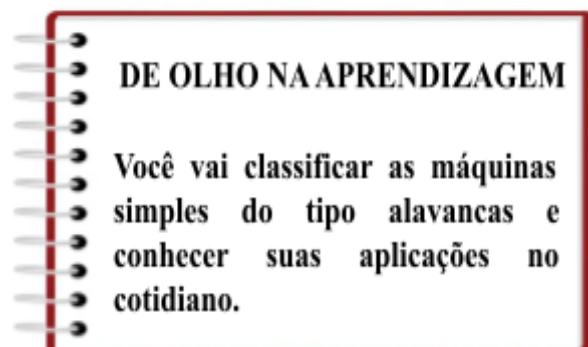 DE OLHO NA APRENDIZAGEM
Você vai classificar as máquinas
simples do tipo alavancas e
conhecer suas aplicações no
cotidiano.